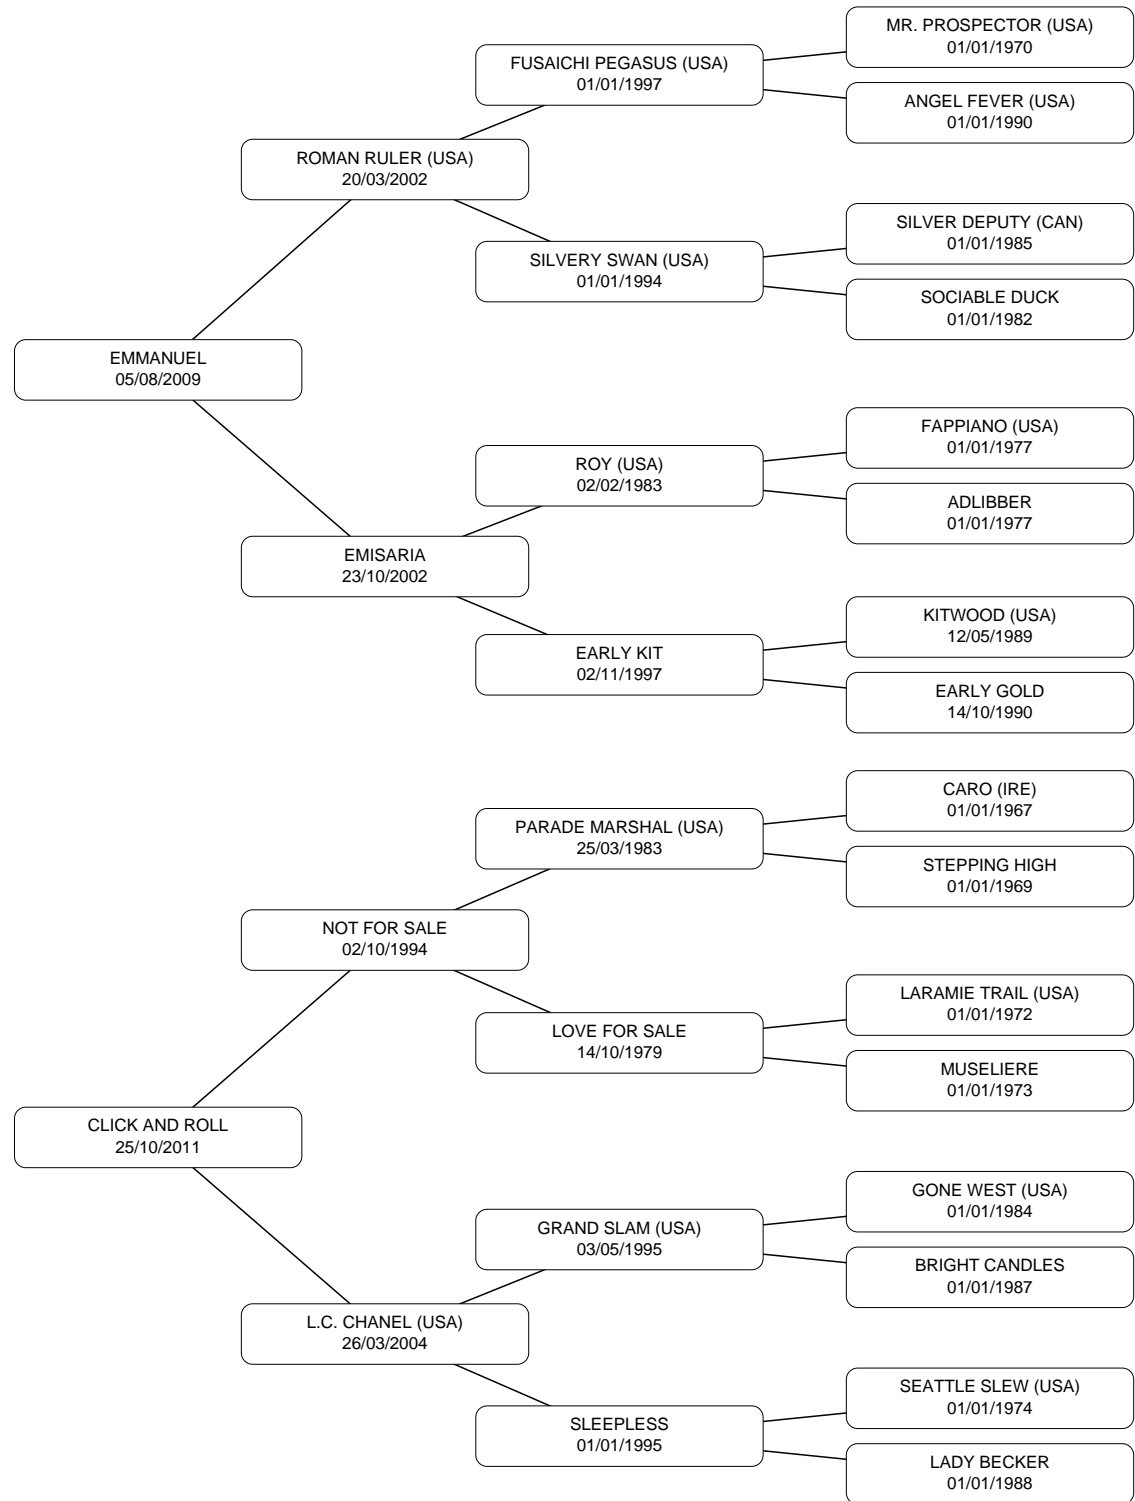 MR. PROSPECTOR (USA)
01/01/1970
FUSAICHI PEGASUS (USA)
01/01/1997
ANGEL FEVER (USA)
01/01/1990
ROMAN RULER (USA)
20/03/2002
SILVER DEPUTY (CAN)
01/01/1985
SILVERY SWAN (USA)
01/01/1994
SOCIABLE DUCK
01/01/1982
EMMANUEL
05/08/2009
FAPPIANO (USA)
01/01/1977
ROY (USA)
02/02/1983
ADLIBBER
01/01/1977
EMISARIA
23/10/2002
KITWOOD (USA)
12/05/1989
EARLY KIT
02/11/1997
EARLY GOLD
14/10/1990
CARO (IRE)
01/01/1967
PARADE MARSHAL (USA)
25/03/1983
STEPPING HIGH
01/01/1969
NOT FOR SALE
02/10/1994
LARAMIE TRAIL (USA)
01/01/1972
LOVE FOR SALE
14/10/1979
MUSELIERE
01/01/1973
CLICK AND ROLL
25/10/2011
GONE WEST (USA)
01/01/1984
GRAND SLAM (USA)
03/05/1995
BRIGHT CANDLES
01/01/1987
L.C. CHANEL (USA)
26/03/2004
SEATTLE SLEW (USA)
01/01/1974
SLEEPLESS
01/01/1995
LADY BECKER
01/01/1988